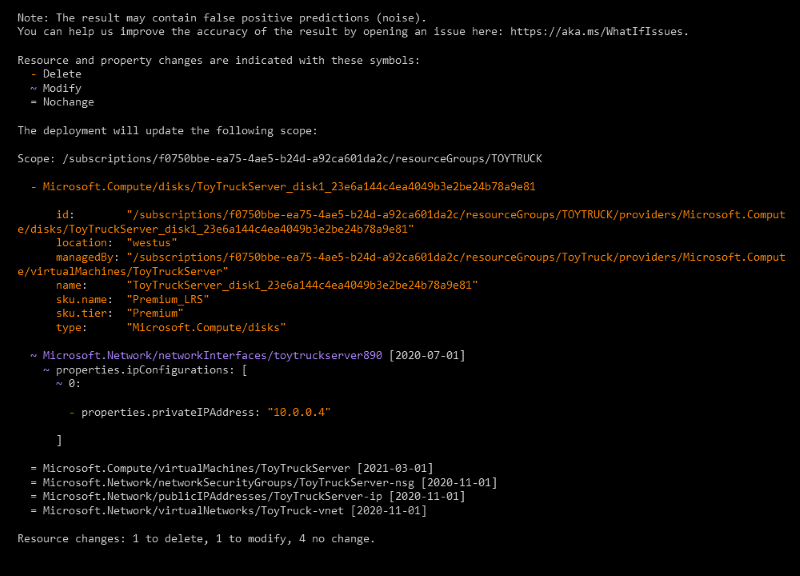 Note: The result may contain false positive predictions (noise).
You can help us improve the accuracy of the result by opening an issue here: https://aka.ms/WhatIfIssues.
Resource and property changes are indicated with these symbols:
- Delete
~ Modify
= Nochange
The deployment will update the following scope:
Scope: /subscriptions/f0750bbe-ea75-4ae5-b24d-a92ca601da2c/resourceGroups/TOYTRUCK
- Microsoft.Compute/disks/ToyTruckServer_disk1_23e6a144c4ea4049b3e2be24b78a9e81
id: "/subscriptions/f0750bbe-ea75-4ae5-b24d-a92ca601da2c/resourceGroups/TOYTRUCK/providers/Microsoft.Comput
e/disks/ToyTruckServer_disk1_23e6a144c4ea4049b3e2be24b78a9e81"
location: "westus"
managedBy: "/subscriptions/f0750bbe-ea75-4ae5-b24d-a92ca601da2c/resourceGroups/ToyTruck/providers/Microsoft.Comput
e/virtualMachines/ToyTruckServer"
name: "ToyTruckServer_disk1_23e6a144c4ea4049b3e2be24b78a9e81"
sku.name: "Premium_LRS"
sku.tier: "Premium"
type: "Microsoft.Compute/disks"
~ Microsoft.Network/networkInterfaces/toytruckserver890 [2020-07-01]
~ properties.ipConfigurations: [
~ 0:
- properties.privateIPAddress: "10.0.0.4"
]
= Microsoft.Compute/virtualMachines/ToyTruckServer [2021-03-01]
= Microsoft.Network/networkSecurityGroups/ToyTruckServer-nsg [2020-11-01]
= Microsoft.Network/publicIPAddresses/ToyTruckServer-ip [2020-11-01]
= Microsoft.Network/virtualNetworks/ToyTruck-vnet [2020-11-01]
Resource changes: 1 to delete, 1 to modify, 4 no change.